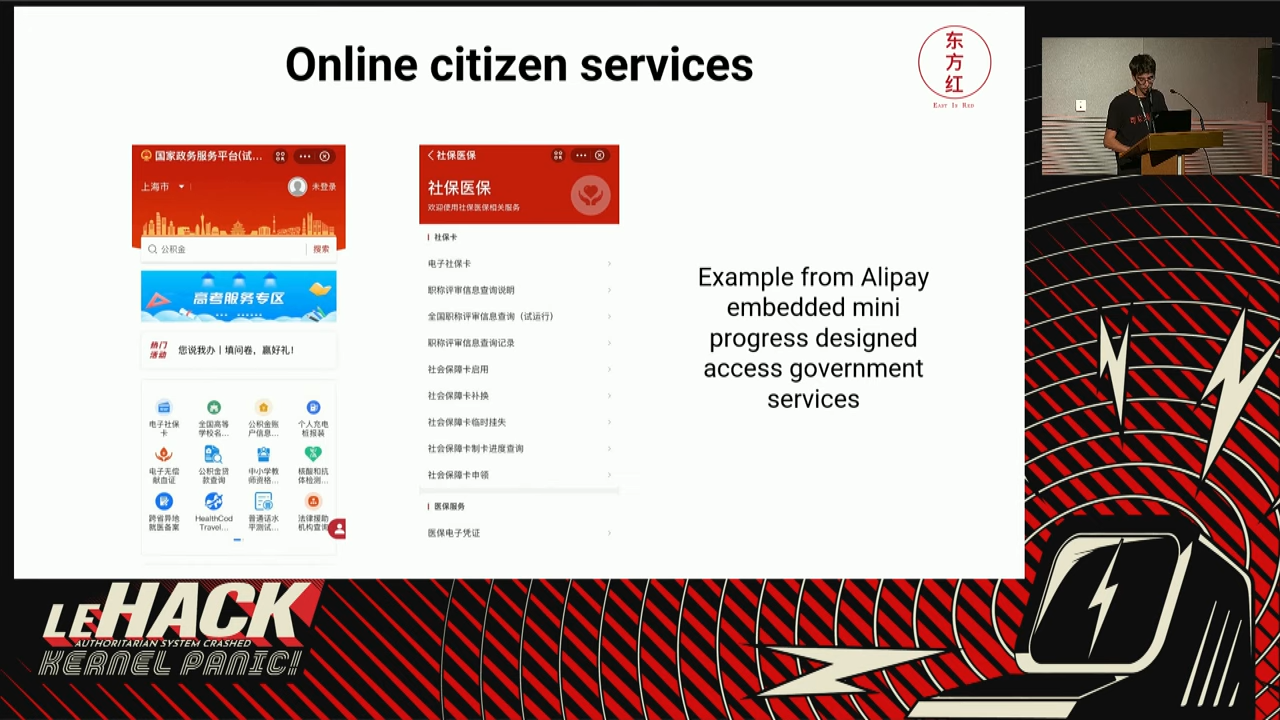 Online citizen services
东
方
红
East Is Red
国家政务服务平台(试...
上海市
未登录
公积金
搜索
高考服务专区
热门
活动
您说我办丨填问卷，赢好礼！
电子社保
卡
全国高等
学校名...
公积金账
户信息...
个人充电
桩报装
电子无偿
献血证
公积金贷
款查询
中小学教
师资格...
核酸和抗
体检测...
跨省异地
就医备案
HealthCod
Travel...
普通话水
平测试...
法律援助
机构查询
社保医保
社保医保
欢迎使用社保医保相关服务
社保卡
电子社保卡
职称评审信息查询说明
全国职称评审信息查询（试运行）
职称评审信息查询记录
社会保障卡启用
社会保障卡补换
社会保障卡临时挂失
社会保障卡制卡进度查询
社会保障卡申领
医保服务
医保电子凭证
Example from Alipay
embedded mini
progress designed
access government
services
LEHACK
AUTHORITARIAN SYSTEM CRASHED
KERNEL PANIC!